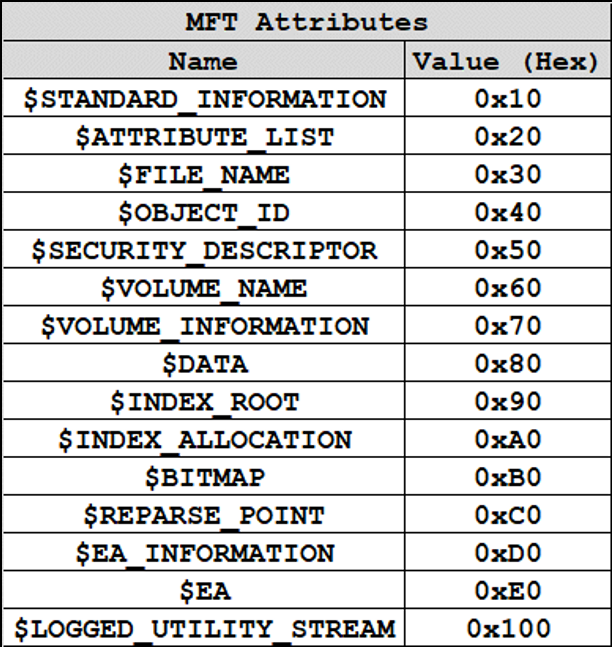 MFT Attributes
Name Value (Hex)
$STANDARD_INFORMATION 0x10
$ATTRIBUTE_LIST 0x20
$FILE_NAME 0x30
$OBJECT_ID 0x40
$SECURITY_DESCRIPTOR 0x50
$VOLUME_NAME 0x60
$VOLUME_INFORMATION 0x70
$DATA 0x80
$INDEX_ROOT 0x90
$INDEX_ALLOCATION 0xA0
$BITMAP 0xB0
$REPARSE_POINT 0xC0
$EA_INFORMATION 0xD0
$EA 0xE0
$LOGGED_UTILITY_STREAM 0x100